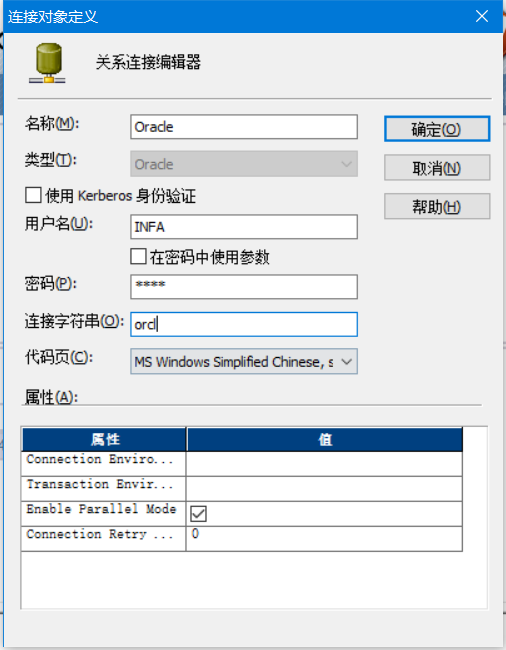 连接对象定义
关系连接编辑器
名称(M):
Oracle
确定(O)
类型(T):
Oracle
取消(N)
使用 Kerberos 身份验证
帮助(H)
用户名(U):
INFA
在密码中使用参数
密码(P):
****
连接字符串(O):
orcl
代码页(C):
MS Windows Simplified Chinese, s
属性(A):
属性 值
Connection Enviro...
Transaction Envir...
Enable Parallel Mode
Connection Retry ... 0